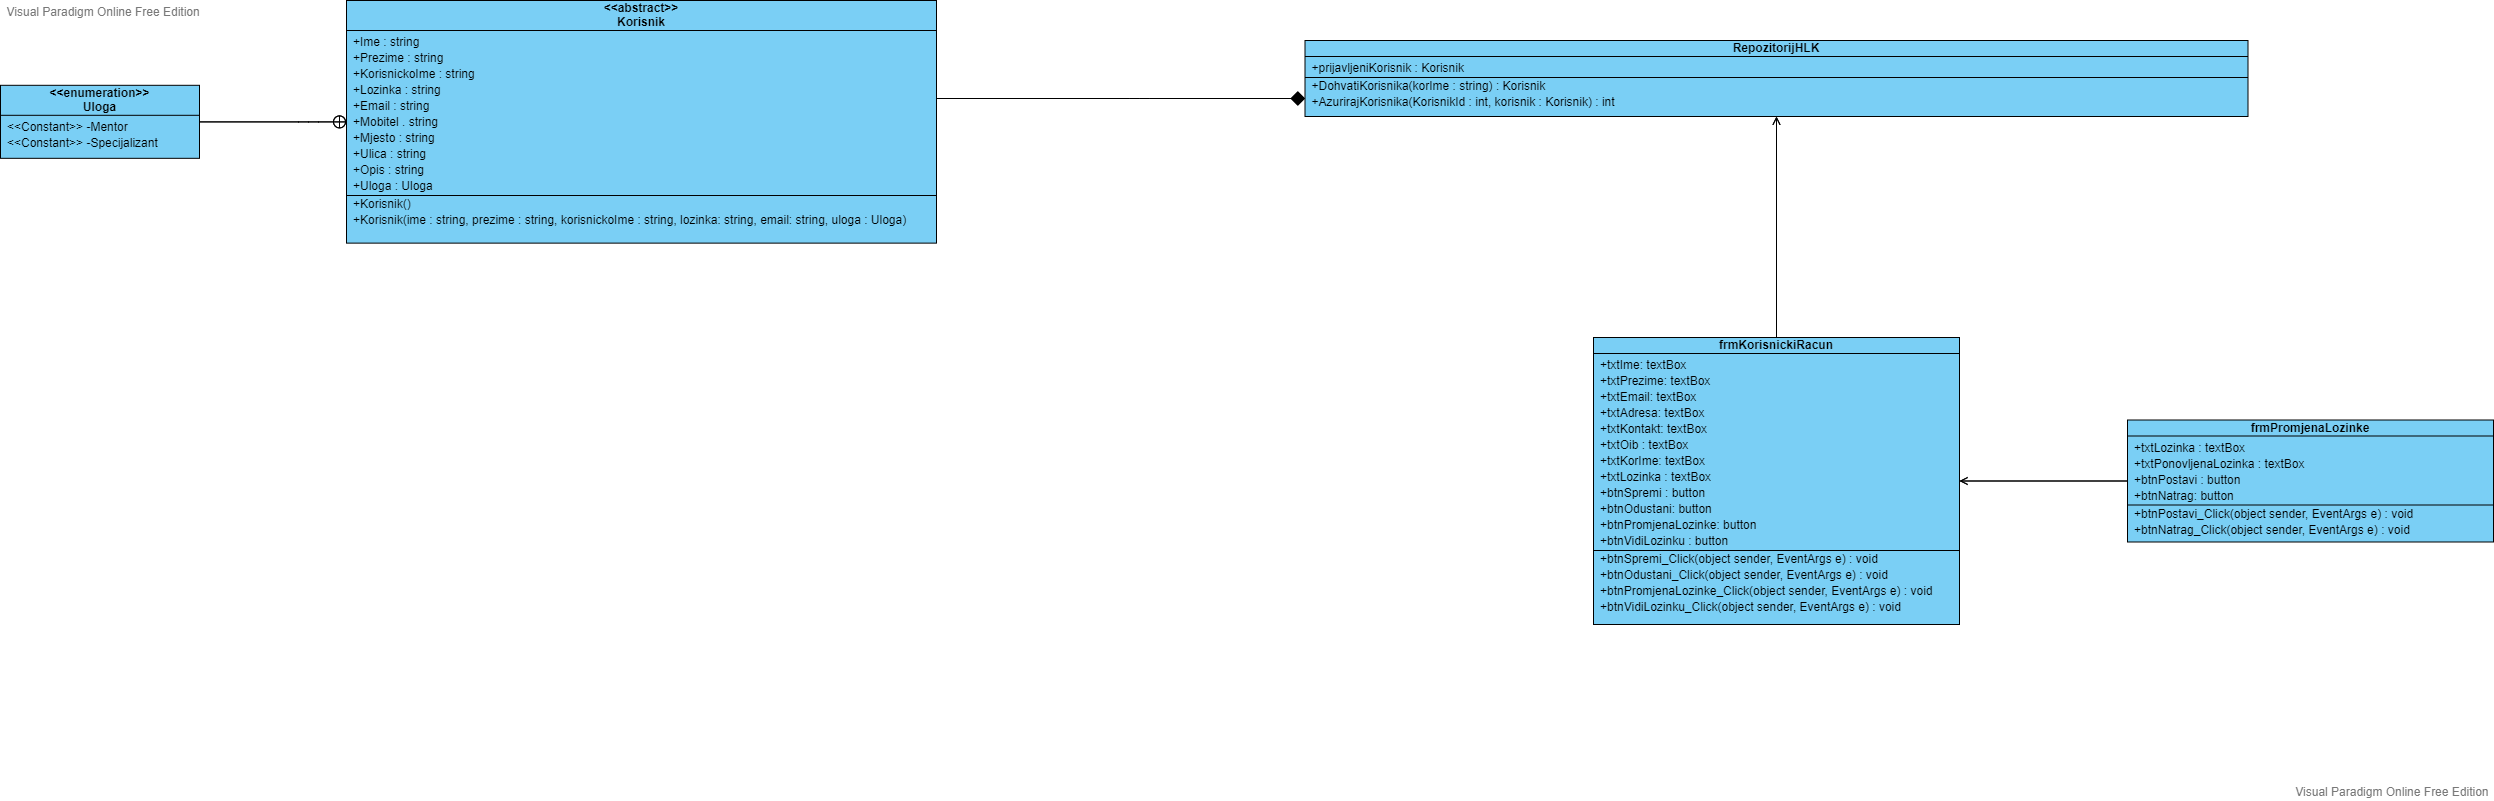 Visual Paradigm Online Free Edition
<<enumeration>>
Uloga
<<Constant>> -Mentor
<<Constant>> -Specijalizant
<<abstract>>
Korisnik
+Ime : string
+Prezime : string
+KorisnickoIme : string
+Lozinka : string
+Email : string
+Mobitel . string
+Mjesto : string
+Ulica : string
+Opis : string
+Uloga : Uloga
+Korisnik()
+Korisnik(ime : string, prezime : string, korisnickoIme : string, lozinka: string, email: string, uloga : Uloga)
RepozitorijHLK
+prijavljeniKorisnik : Korisnik
+DohvatiKorisnika(korIme : string) : Korisnik
+AzurirajKorisnika(KorisnikId : int, korisnik : Korisnik) : int
frmKorisnickiRacun
+txtIme: textBox
+txtPrezime: textBox
+txtEmail: textBox
+txtAdresa: textBox
+txtKontakt: textBox
+txtOib : textBox
+txtKorIme: textBox
+txtLozinka : textBox
+btnSpremi : button
+btnOdustani: button
+btnPromjenaLozinke: button
+btnVidiLozinku : button
+btnSpremi_Click(object sender, EventArgs e) : void
+btnOdustani_Click(object sender, EventArgs e) : void
+btnPromjenaLozinke_Click(object sender, EventArgs e) : void
+btnVidiLozinku_Click(object sender, EventArgs e) : void
frmPromjenaLozinke
+txtLozinka : textBox
+txtPonovljenaLozinka : textBox
+btnPostavi : button
+btnNatrag: button
+btnPostavi_Click(object sender, EventArgs e) : void
+btnNatrag_Click(object sender, EventArgs e) : void
Visual Paradigm Online Free Edition